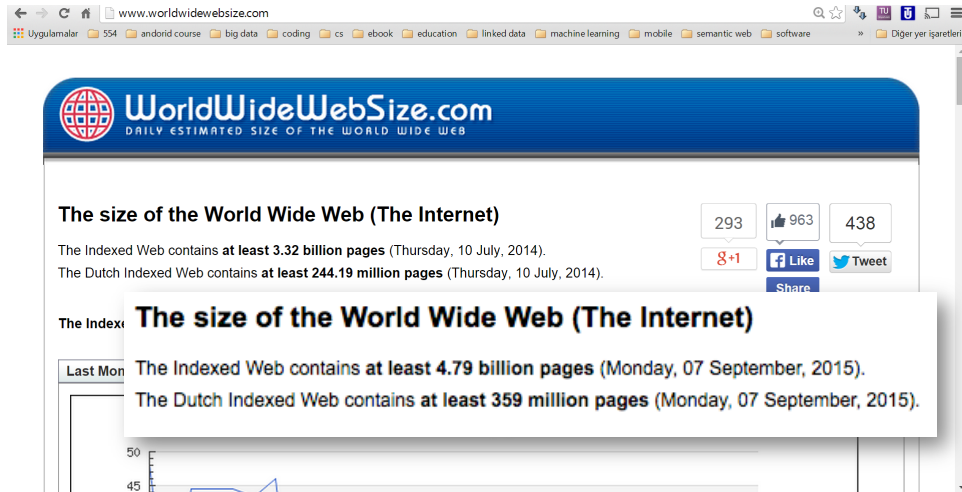 www.worldwidewebsize.com
Uygulamalar 554 andorid course big data coding cs ebook education linked data machine learning mobile semantic web software » Diğer yer işaretleri
WorldWideWebSize.com
DAILY ESTIMATED SIZE OF THE WORLD WIDE WEB
The size of the World Wide Web (The Internet)
293 963 438
The Indexed Web contains at least 3.32 billion pages (Thursday, 10 July, 2014).
g+1 Like Tweet
The Dutch Indexed Web contains at least 244.19 million pages (Thursday, 10 July, 2014).
Share
The Indexe
The size of the World Wide Web (The Internet)
Last Mon
The Indexed Web contains at least 4.79 billion pages (Monday, 07 September, 2015).
The Dutch Indexed Web contains at least 359 million pages (Monday, 07 September, 2015).
50
45